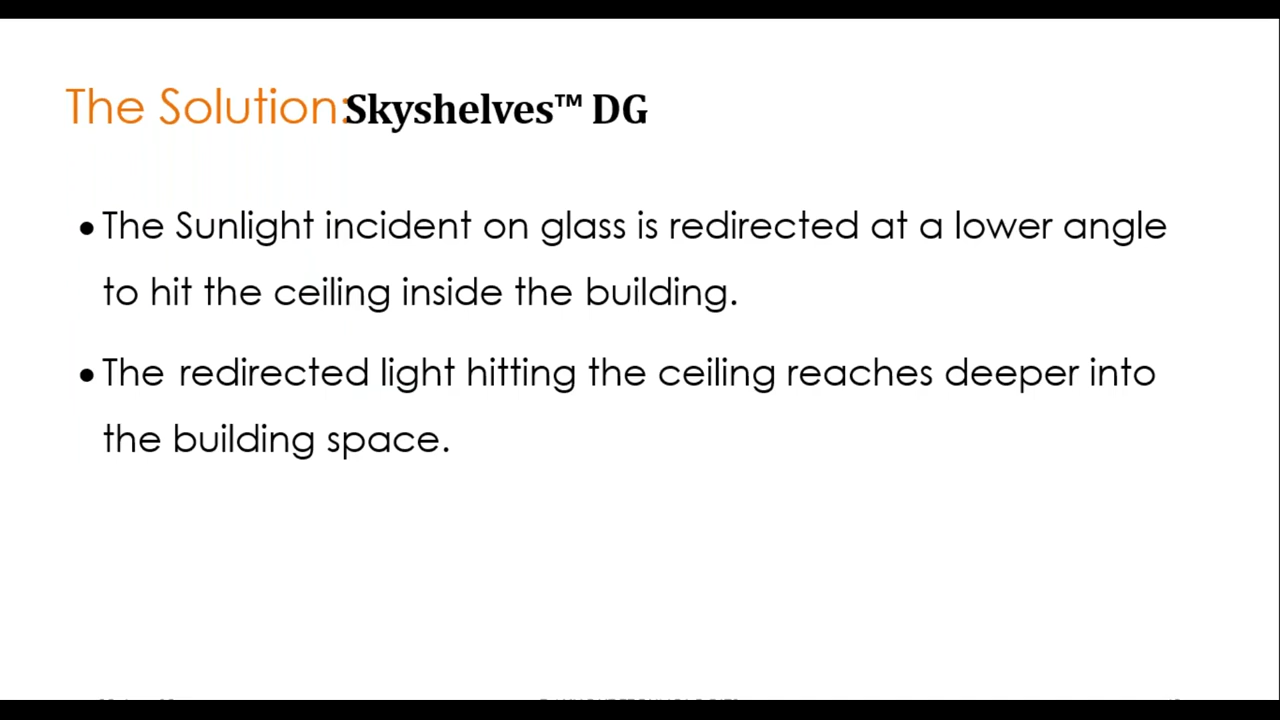 The Solution:Skyshelves™ DG
•The Sunlight incident on glass is redirected at a lower angle
to hit the ceiling inside the building.
•The redirected light hitting the ceiling reaches deeper into
the building space.